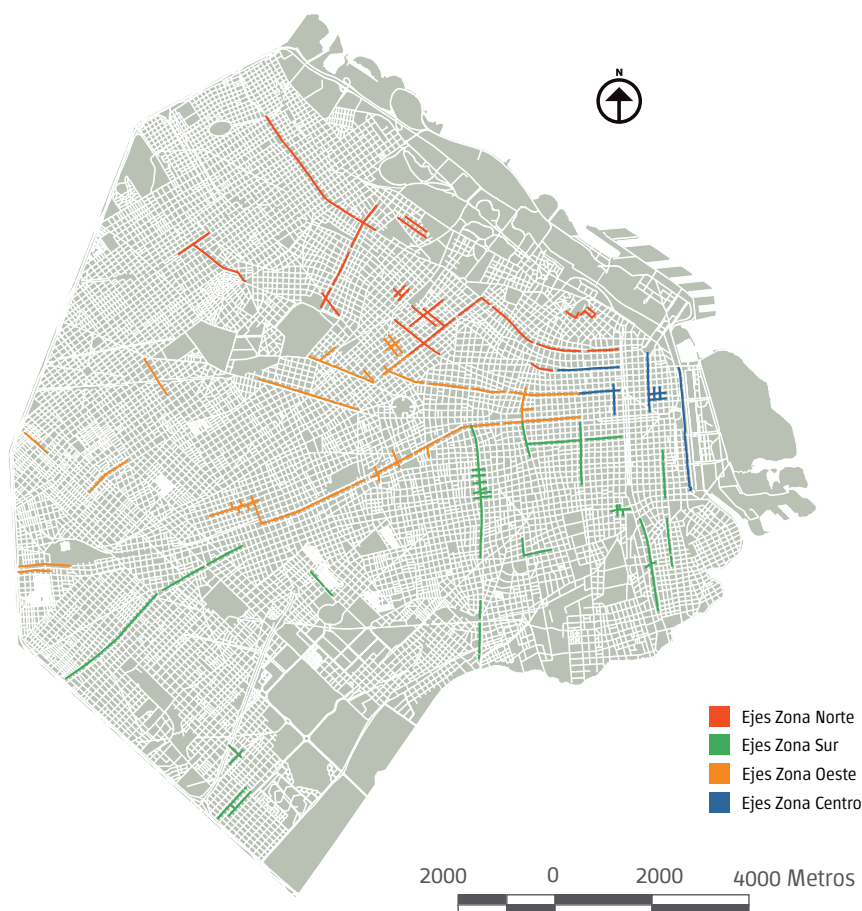 N
Ejes Zona Norte
Ejes Zona Sur
Ejes Zona Oeste
Ejes Zona Centro
2000 0 2000 4000 Metros